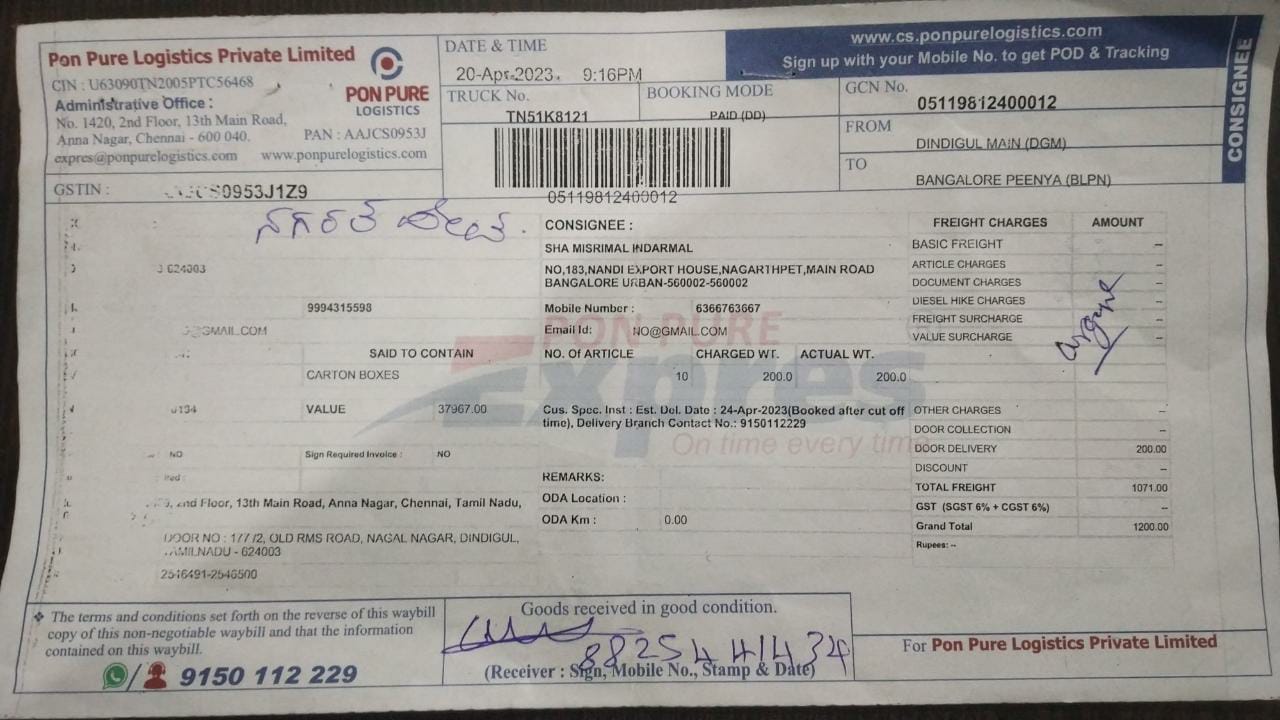 Pon Pure Logistics Private Limited
CIN : U63090TN2005PTC56468
Administrative Office :
No. 1420, 2nd Floor, 13th Main Road,
Anna Nagar, Chennai - 600 040.
PAN : AAJCS0953J
expres@ponpurelogistics.com www.ponpurelogistics.com
PON PURE
LOGISTICS
GSTIN : CS0953J1Z9
DATE & TIME
20-Apr-2023. 9:16PM
TRUCK No.
TN51K8121
BOOKING MODE
PAID (DD)
05119812400012
www.cs.ponpurelogistics.com
Sign up with your Mobile No. to get POD & Tracking
GCN No.
05119812400012
FROM
DINDIGUL MAIN (DGM)
TO
BANGALORE PEENYA (BLPN)
CONSIGNEE
ನಗರತ ಪೇಟೆ.
624003
9994315598
@GMAIL.COM
SAID TO CONTAIN
CARTON BOXES
VALUE 37967.00
NO Sign Required Invoice : NO
2nd Floor, 13th Main Road, Anna Nagar, Chennai, Tamil Nadu,
DOOR NO : 177/2, OLD RMS ROAD, NAGAL NAGAR, DINDIGUL,
TAMILNADU - 624003
2546491-2546500
CONSIGNEE :
SHA MISRIMAL INDARMAL
NO,183,NANDI EXPORT HOUSE,NAGARTHPET,MAIN ROAD
BANGALORE URBAN-560002-560002
Mobile Number : 6366763667
Email Id: NO@GMAIL.COM
NO. OF ARTICLE CHARGED WT. ACTUAL WT.
10 200.0 200.0
Cus. Spec. Inst : Est. Del. Date : 24-Apr-2023(Booked after cut off
time), Delivery Branch Contact No.: 9150112229
REMARKS:
ODA Location :
ODA Km : 0.00
PON PURE
Expres
On time every time
FREIGHT CHARGES AMOUNT
BASIC FREIGHT --
ARTICLE CHARGES --
DOCUMENT CHARGES --
DIESEL HIKE CHARGES --
FREIGHT SURCHARGE --
VALUE SURCHARGE --
OTHER CHARGES --
DOOR COLLECTION --
DOOR DELIVERY 200.00
DISCOUNT --
TOTAL FREIGHT 1071.00
GST (SGST 6% + CGST 6%) --
Grand Total 1200.00
Rupees: --
The terms and conditions set forth on the reverse of this waybill
copy of this non-negotiable waybill and that the information
contained on this waybill.
9150 112 229
Goods received in good condition.
8825441434
(Receiver : Sign, Mobile No., Stamp & Date)
For Pon Pure Logistics Private Limited